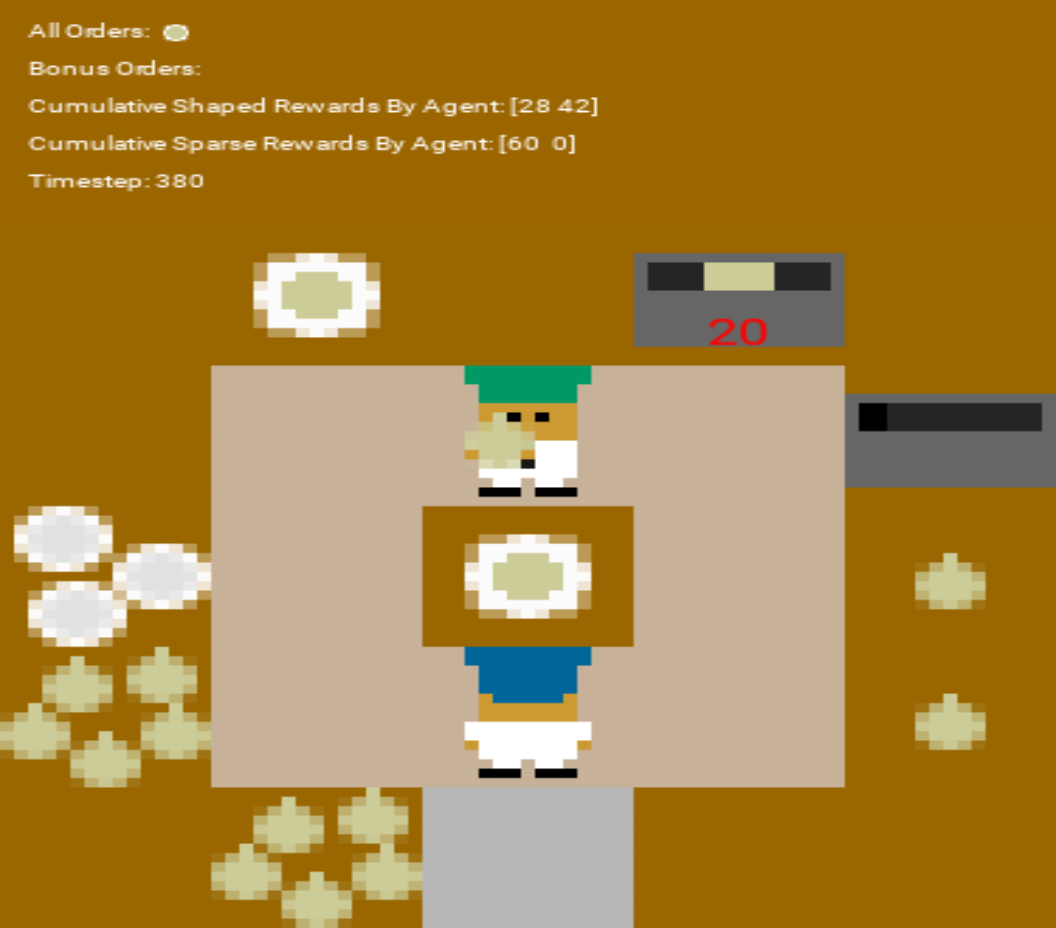 All Orders:
Bonus Orders:
Cumulative Shaped Rewards By Agent: [28 42]
Cumulative Sparse Rewards By Agent: [60  0]
Timestep: 380
20